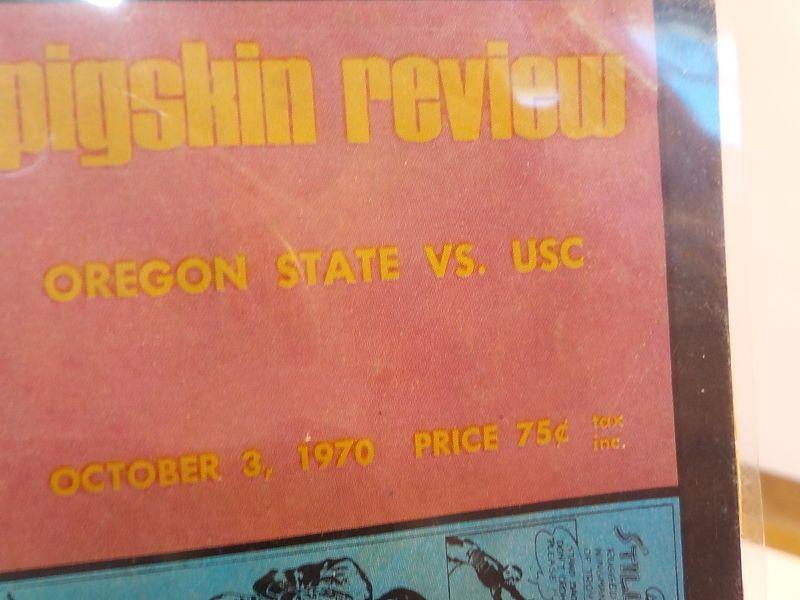 pigskin review
OREGON STATE VS. USC
OCTOBER 3, 1970 PRICE 75¢ tax
inc.